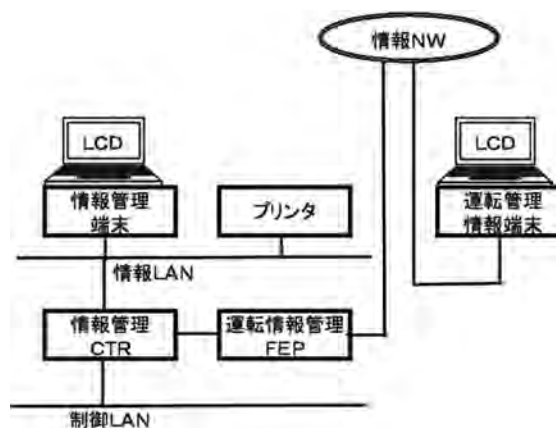 情報NW
LCD
LCD
情報管理
端末
プリンタ
運転管理
情報端末
情報LAN
情報管理
CTR
運転情報管理
FEP
制御LAN